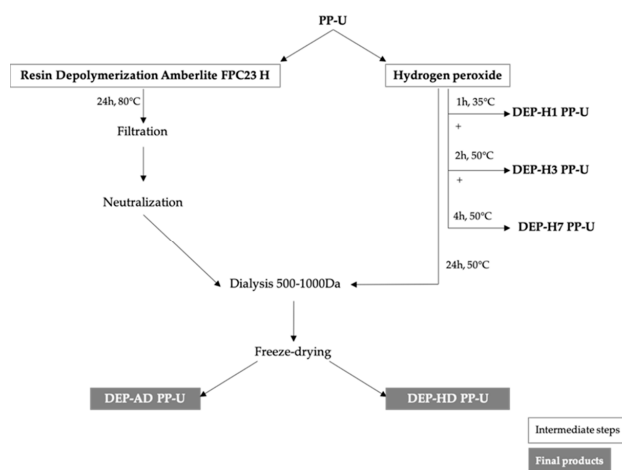 PP-U
Resin Depolymerization Amberlite FPC23 H
Hydrogen peroxide
24h, 80°C
1h, 35°C
DEP-H1 PP-U
+
Filtration
2h, 50°C
DEP-H3 PP-U
+
Neutralization
4h, 50°C
DEP-H7 PP-U
24h, 50°C
Dialysis 500-1000Da
Freeze-drying
DEP-AD PP-U
DEP-HD PP-U
Intermediate steps
Final products